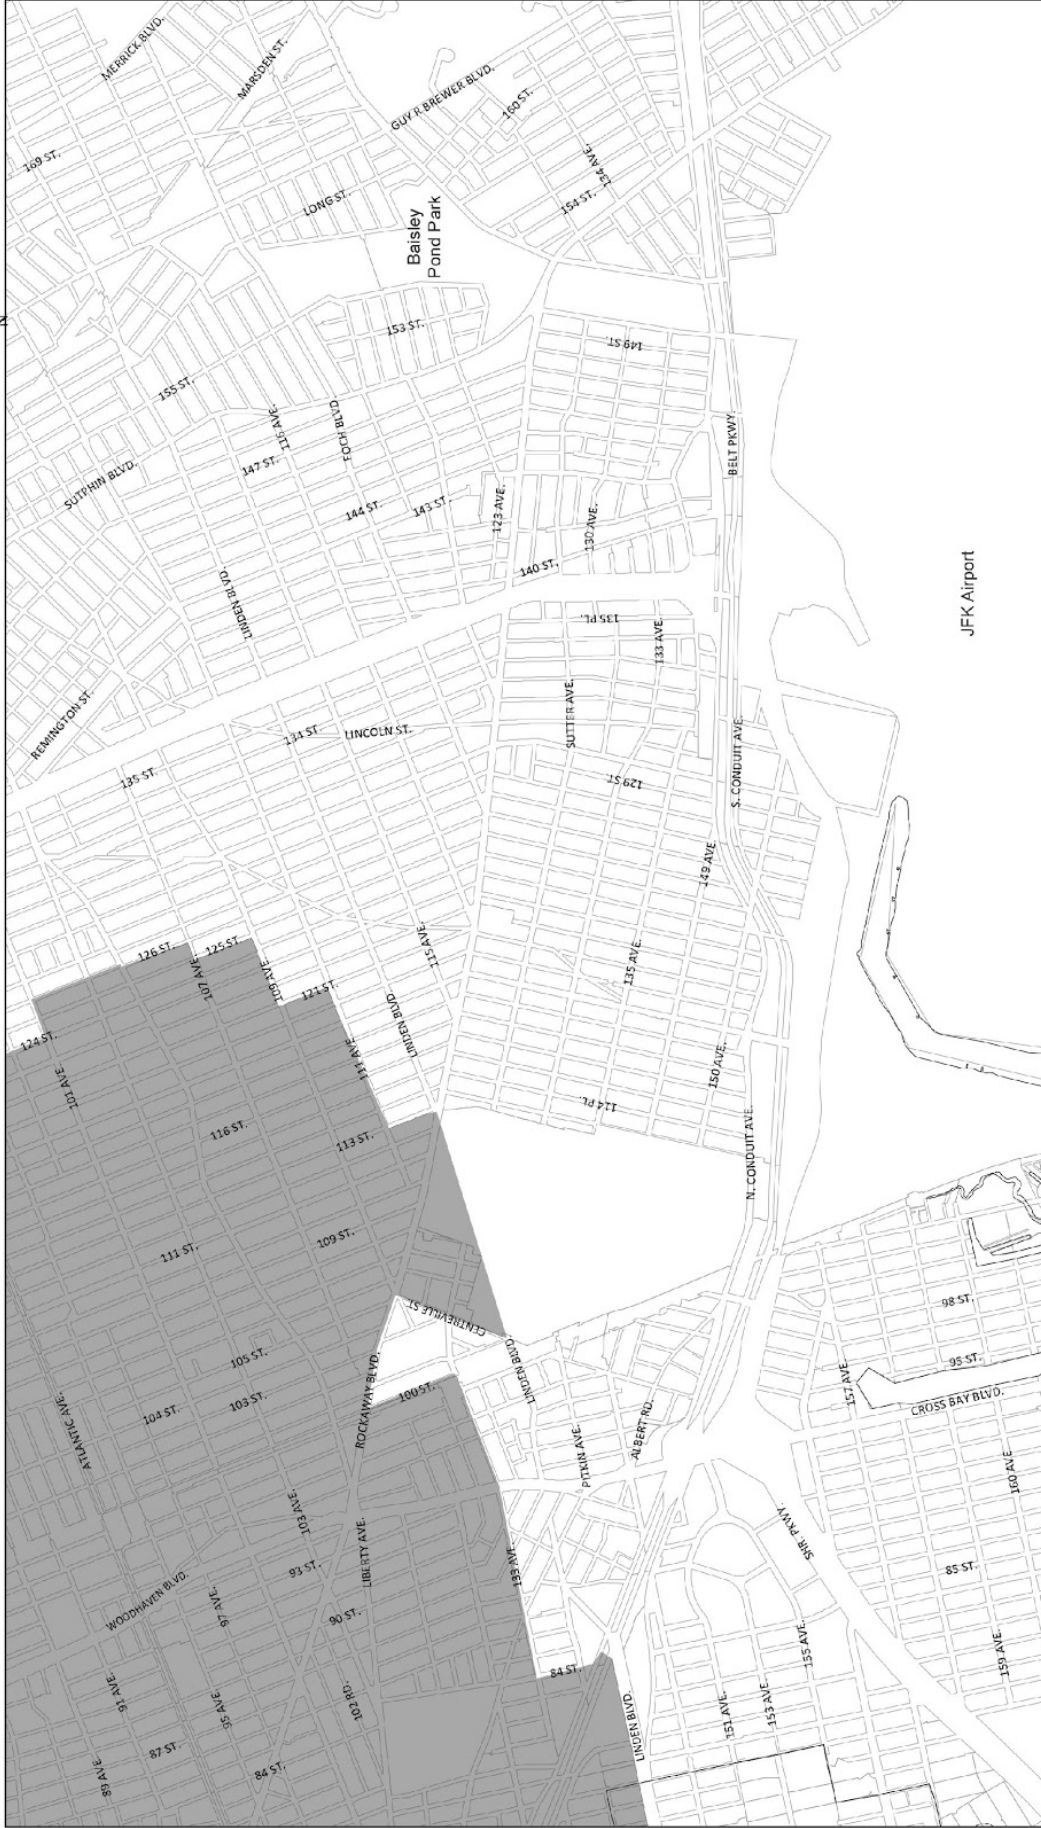 MERRICK BLVD.
MARSDEN ST.
GUY R BREWER BLVD.
160 ST.
169 ST.
134 AVE.
LONG ST.
154 ST.
Baisley
Pond Park
N
153 ST.
149 ST.
155 ST.
116 AVE.
FOCH BLVD
BELT PKWY
147 ST.
SUTPHIN BLVD.
144 ST.
143 ST.
123 AVE.
130 AVE.
LINDEN BLVD.
140 ST.
JFK Airport
135 PL.
133 AVE.
REMINGTON ST.
134 ST.
LINCOLN ST.
SUTTER AVE.
135 ST.
129 ST.
S. CONDUIT AVE.
149 AVE.
126 ST.
125 ST.
115 AVE.
107 AVE.
109 AVE.
121 ST.
135 AVE.
124 ST.
LINDEN BLVD
111 AVE.
101 AVE.
150 AVE.
116 ST.
113 ST.
114 PL.
N. CONDUIT AVE.
111 ST.
109 ST.
98 ST.
CENTREVILLE ST.
105 ST.
LINDEN BLVD.
95 ST.
103 ST.
104 ST.
ROCKAWAY BLVD.
100 ST.
157 AVE.
CROSS BAY BLVD.
ATLANTIC AVE.
ALBERT RD.
PITKIN AVE.
160 AVE.
103 AVE.
SHR. PKWY.
LIBERTY AVE.
133 AVE.
93 ST.
85 ST.
WOODHAVEN BLVD.
97 AVE.
90 ST.
155 AVE.
159 AVE.
84 ST.
91 AVE.
95 AVE.
102 RD.
153 AVE.
151 AVE.
LINDEN BLVD.
87 ST.
84 ST.
89 AVE.